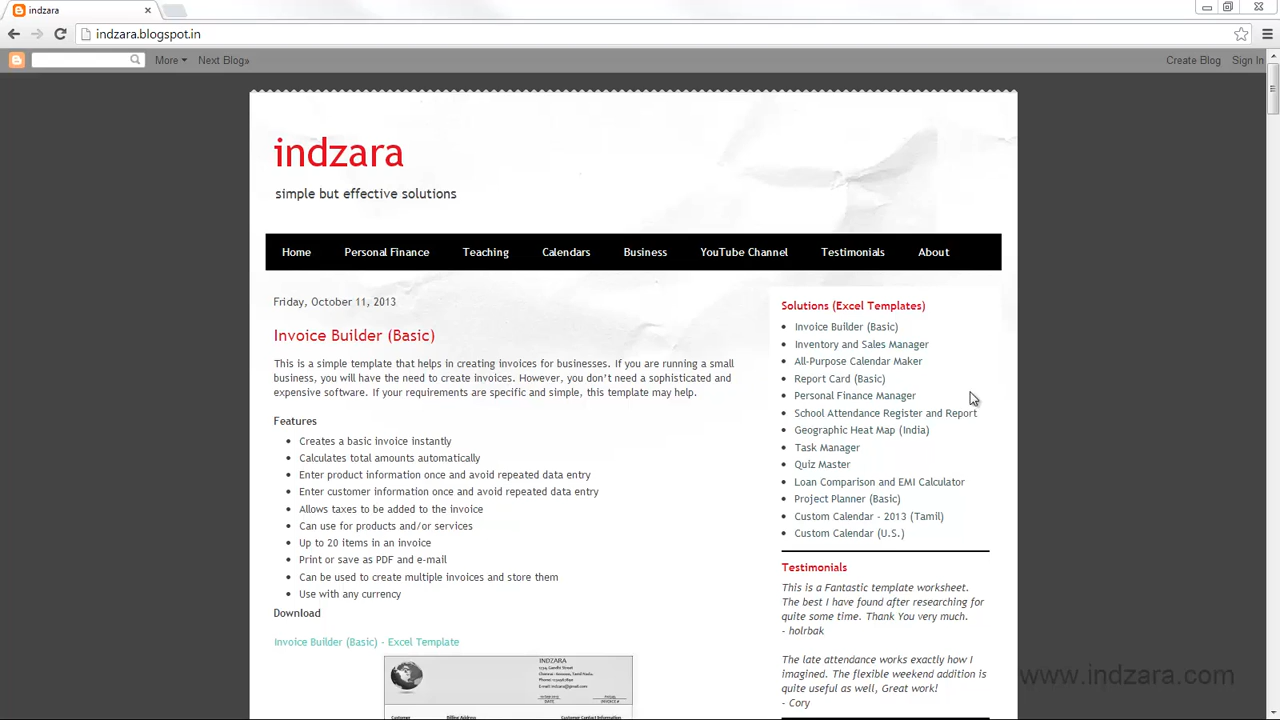 indzara
indzara.blogspot.in
More
Next Blog»
Create Blog
Sign In
indzara
simple but effective solutions
Home
Personal Finance
Teaching
Calendars
Business
YouTube Channel
Testimonials
About
Friday, October 11, 2013
Invoice Builder (Basic)
This is a simple template that helps in creating invoices for businesses. If you are running a small
business, you will have the need to create invoices. However, you don't need a sophisticated and
expensive software. If your requirements are specific and simple, this template may help.
Features
Creates a basic invoice instantly
Calculates total amounts automatically
Enter product information once and avoid repeated data entry
Enter customer information once and avoid repeated data entry
Allows taxes to be added to the invoice
Can use for products and/or services
Up to 20 items in an invoice
Print or save as PDF and e-mail
Can be used to create multiple invoices and store them
Use with any currency
Download
Invoice Builder (Basic) - Excel Template
INDZARA
Customer
Billing Address
Customer Contact Information
Solutions (Excel Templates)
Invoice Builder (Basic)
Inventory and Sales Manager
All-Purpose Calendar Maker
Report Card (Basic)
Personal Finance Manager
School Attendance Register and Report
Geographic Heat Map (India)
Task Manager
Quiz Master
Loan Comparison and EMI Calculator
Project Planner (Basic)
Custom Calendar - 2013 (Tamil)
Custom Calendar (U.S.)
Testimonials
This is a Fantastic template worksheet.
The best I have found after researching for
quite some time. Thank You very much.
- holrbak
The late attendance works exactly how I
imagined. The flexible weekend addition is
quite useful as well, Great work!
- Cory
www.indzara.com